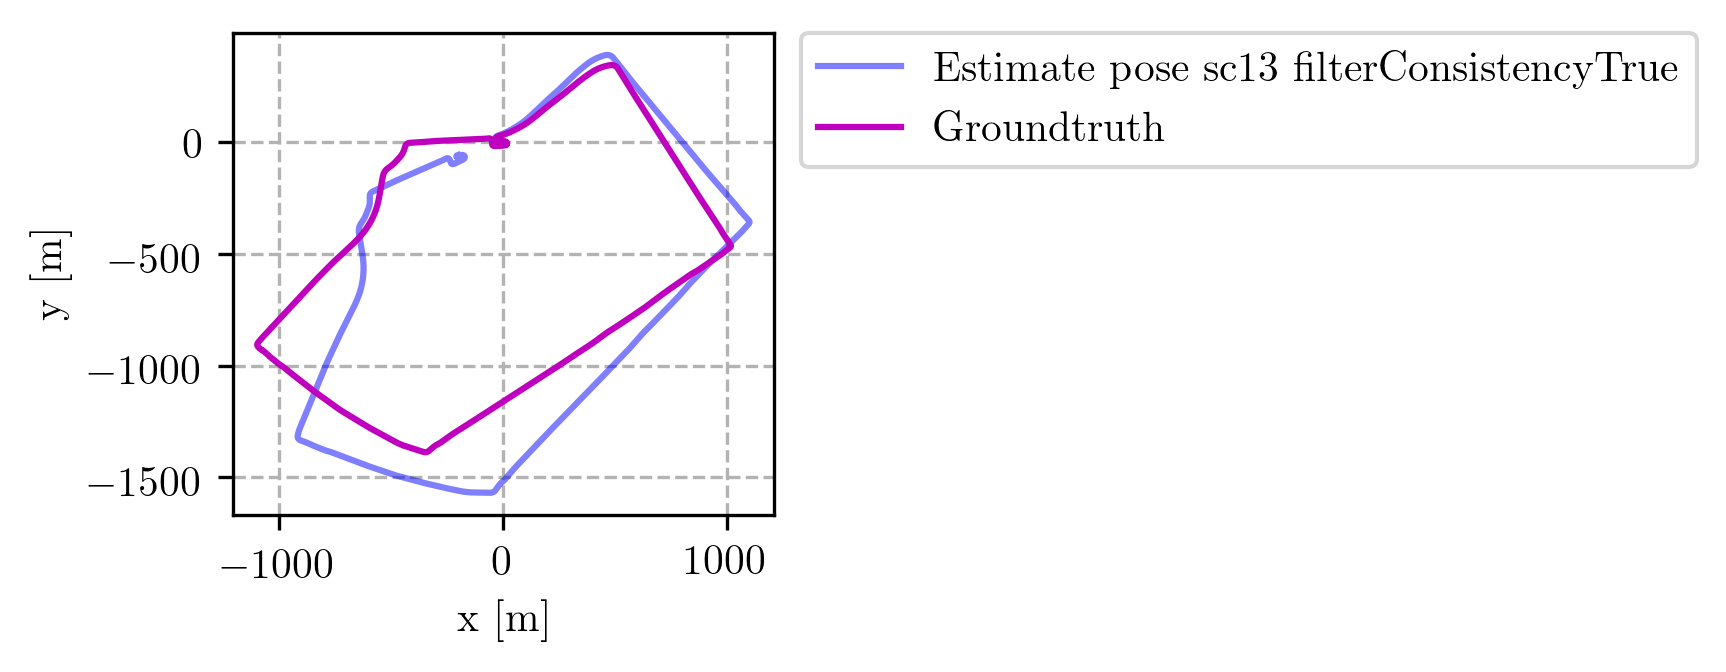 Estimate pose sc13 filterConsistencyTrue
Groundtruth
0
−500
−1000
−1500
y [m]
−1000
0
1000
x [m]